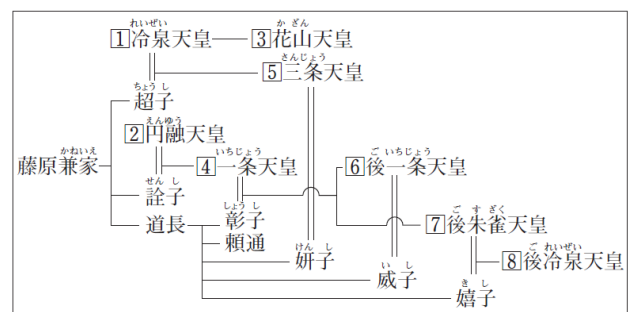 れいぜい かざん
1冷泉天皇 3花山天皇
さんじょう
5三条天皇
ちょうし
超子
えんゆう
2円融天皇
かねいえ いちじょう ごいちじょう
藤原兼家 4一条天皇 6後一条天皇
せんし
詮子
しょうし ごすざく
道長 彰子 7後朱雀天皇
頼通
けんし ごれいぜい
妍子 8後冷泉天皇
いし
威子
きし
嬉子